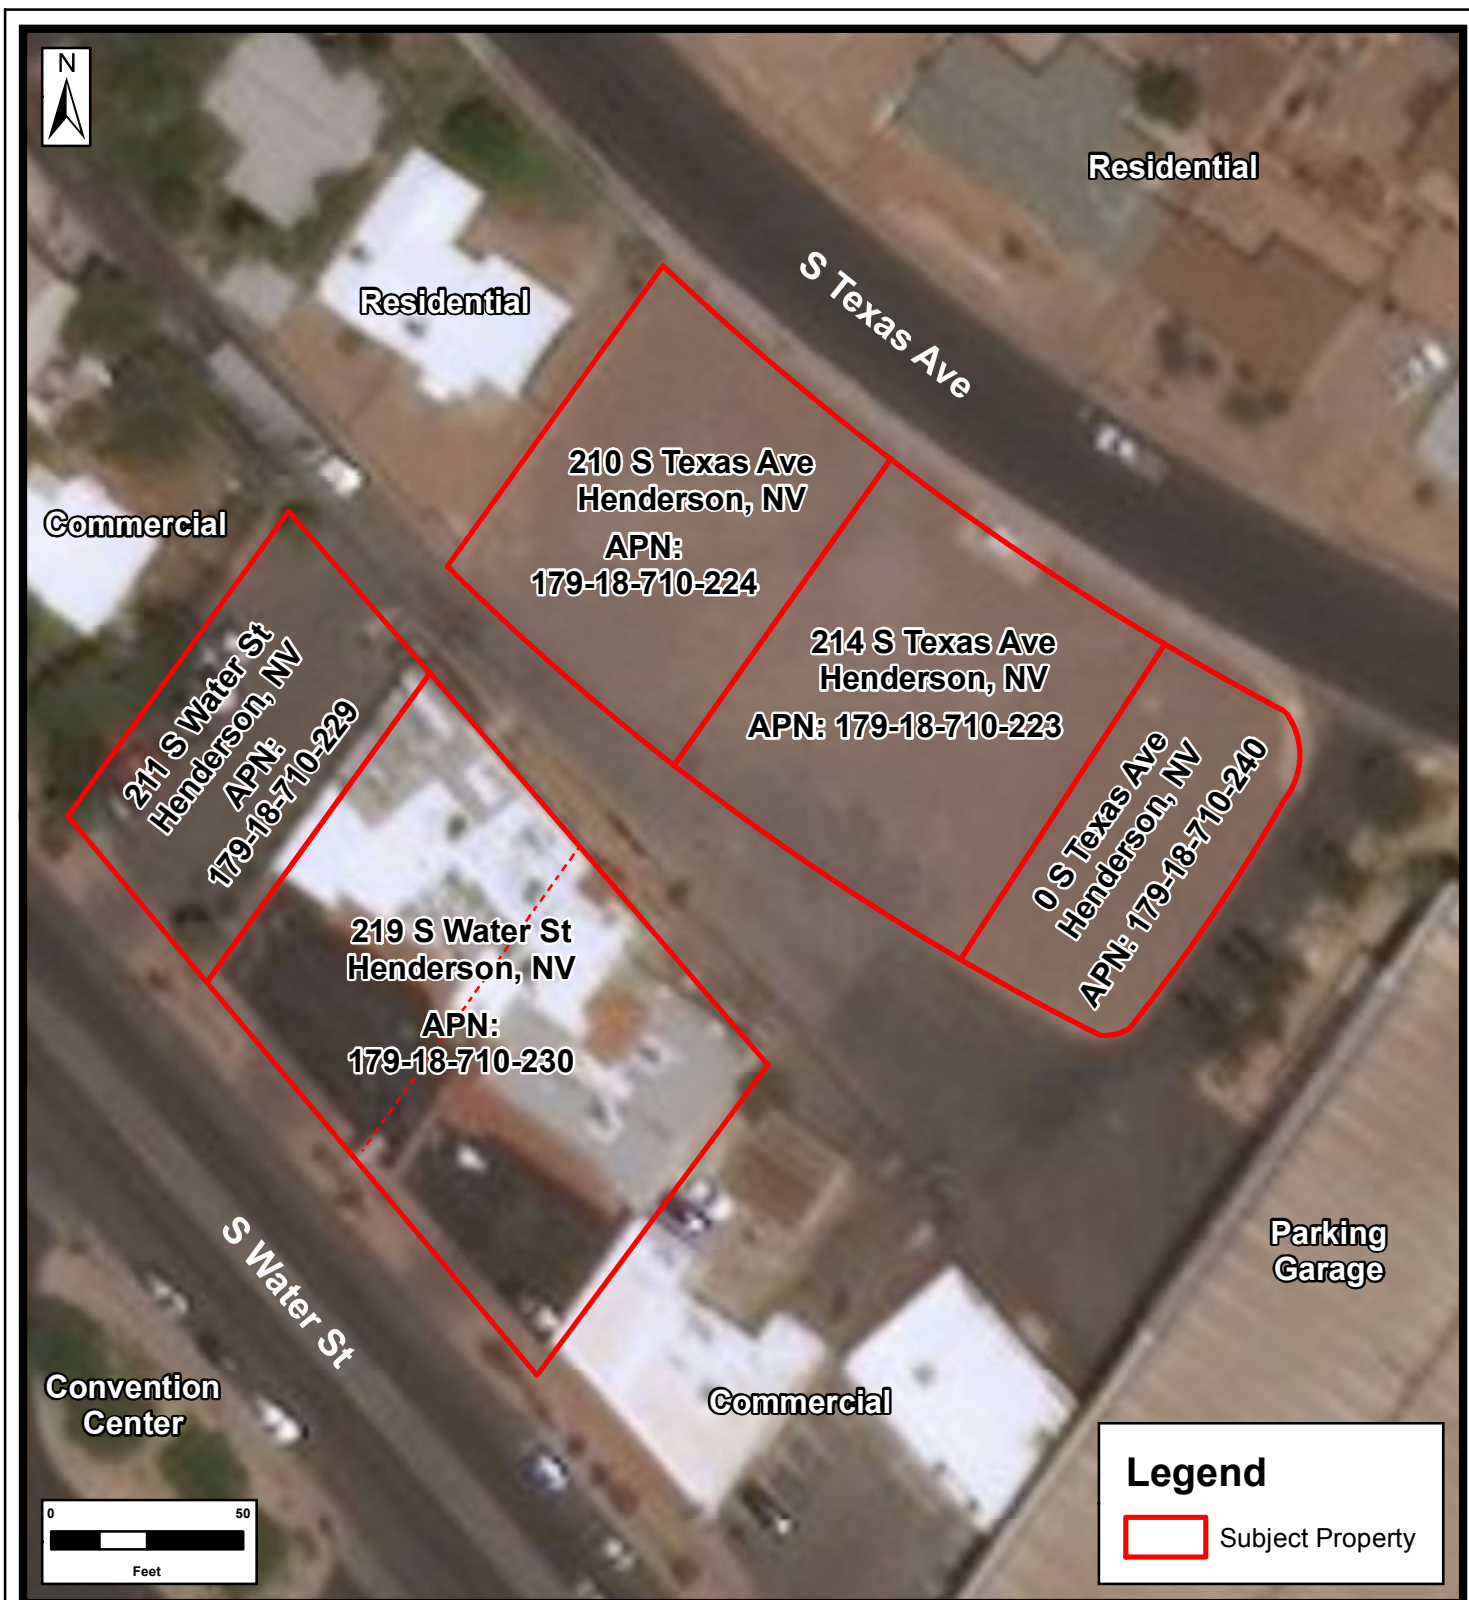 N
Residential
S Texas Ave
Residential
210 S Texas Ave
Henderson, NV
APN:
179-18-710-224
Commercial
214 S Texas Ave
Henderson, NV
APN: 179-18-710-223
211 S Water St
Henderson, NV
APN:
179-18-710-229
0 S Texas Ave
Henderson, NV
APN: 179-18-710-240
219 S Water St
Henderson, NV
APN:
179-18-710-230
S Water St
Parking
Garage
Convention
Center
Commercial
Legend
Subject Property
0 50
Feet